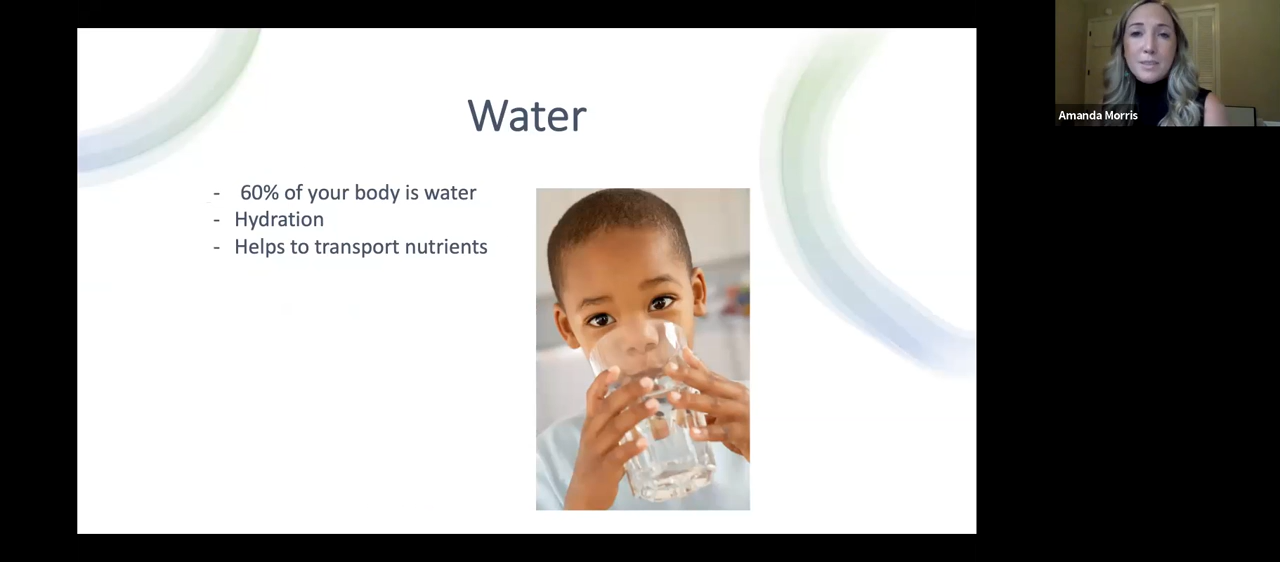 Water
- 60% of your body is water
- Hydration
- Helps to transport nutrients
Amanda Morris